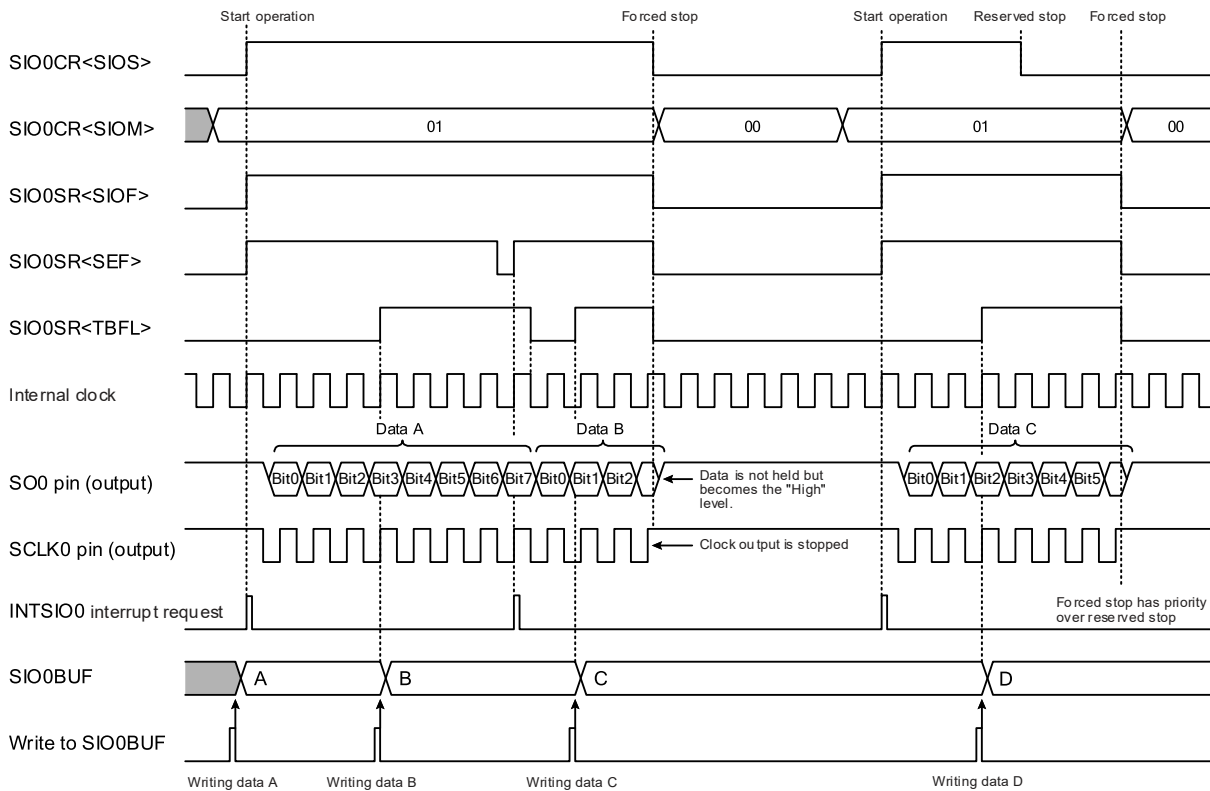 Start operation Forced stop Start operation Reserved stop Forced stop
SIO0CR<SIOS>
SIO0CR<SIOM> 01 00 01 00
SIO0SR<SIOF>
SIO0SR<SEF>
SIO0SR<TBFL>
Internal clock
Data A Data B Data C
SO0 pin (output) Bit0 Bit1 Bit2 Bit3 Bit4 Bit5 Bit6 Bit7 Bit0 Bit1 Bit2 Bit0 Bit1 Bit2 Bit3 Bit4 Bit5
Data is not held but
becomes the "High"
level.
SCLK0 pin (output) Clock output is stopped
INTSIO0 interrupt request
Forced stop has priority
over reserved stop
SIO0BUF A B C D
Write to SIO0BUF
Writing data A Writing data B Writing data C Writing data D